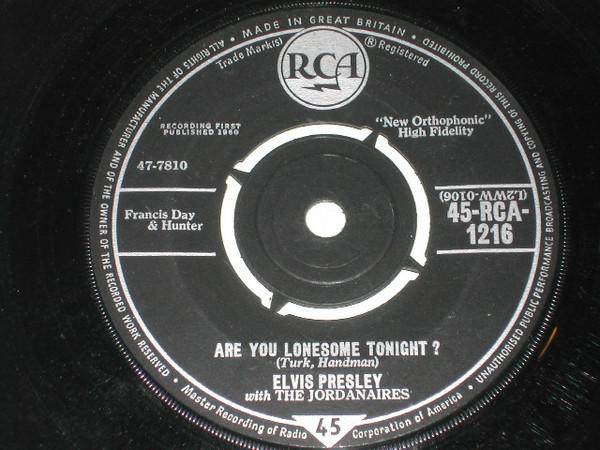 ALL RIGHTS OF THE MANUFACTURER AND OF THE OWNER OF THE RECORDED WORK RESERVED • MADE IN GREAT BRITAIN • UNAUTHORISED PUBLIC PERFORMANCE BROADCASTING AND COPYING OF THIS RECORD PROHIBITED
Trade Mark(s) ® Registered
RCA
RECORDING FIRST
PUBLISHED 1960
"New Orthophonic"
High Fidelity
47-7810
(L2WW-0106)
Francis Day
& Hunter
45-RCA-
1216
ARE YOU LONESOME TONIGHT ?
(Turk, Handman)
ELVIS PRESLEY
with THE JORDANAIRES
Master Recording of Radio Corporation of America
45